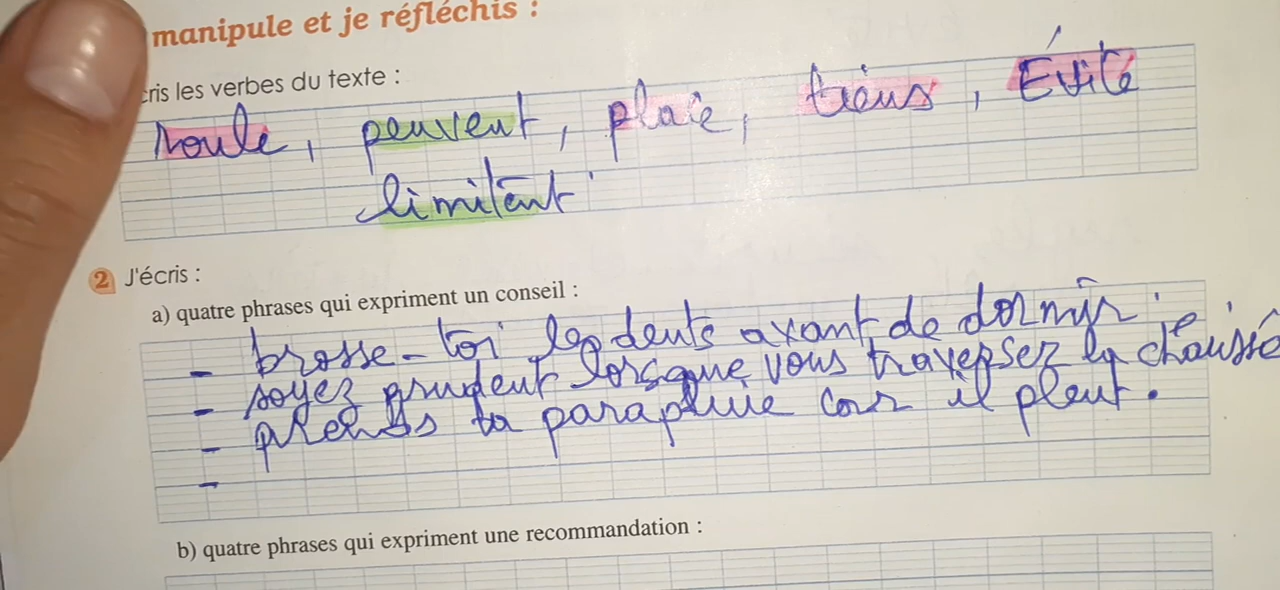 manipule et je réfléchis :
cris les verbes du texte :
roule, peuvent, place, tiens, Évite
limitent
2 J'écris :
a) quatre phrases qui expriment un conseil :
- brosse-toi les dents avant de dormir.
- soyez prudent lorsque vous traversez la chaussée
- prends ta parapluie car il pleut.
-
b) quatre phrases qui expriment une recommandation :